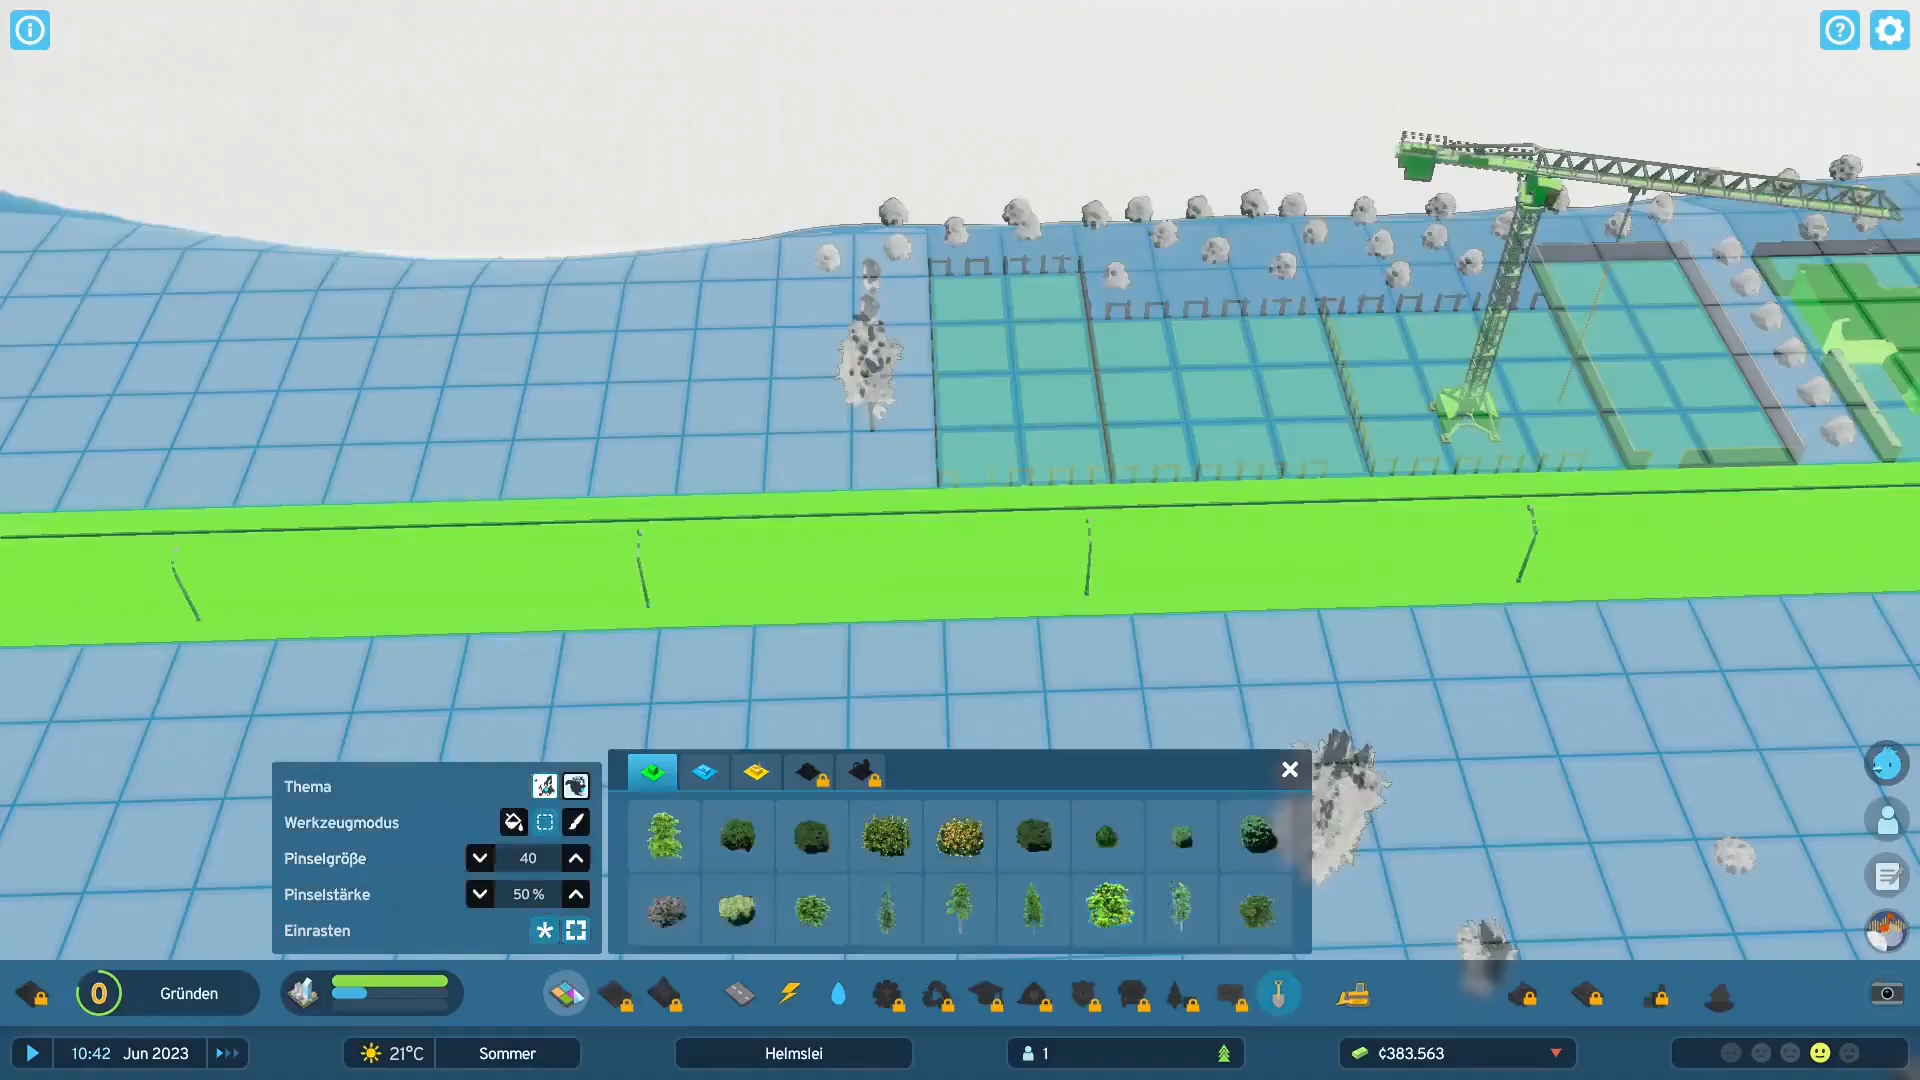 Thema
Werkzeugmodus
Pinselgröße
40
Pinselstärke
50 %
Einrasten
0
Gründen
10:42 Jun 2023
21°C
Sommer
Helmslei
1
₵383.563